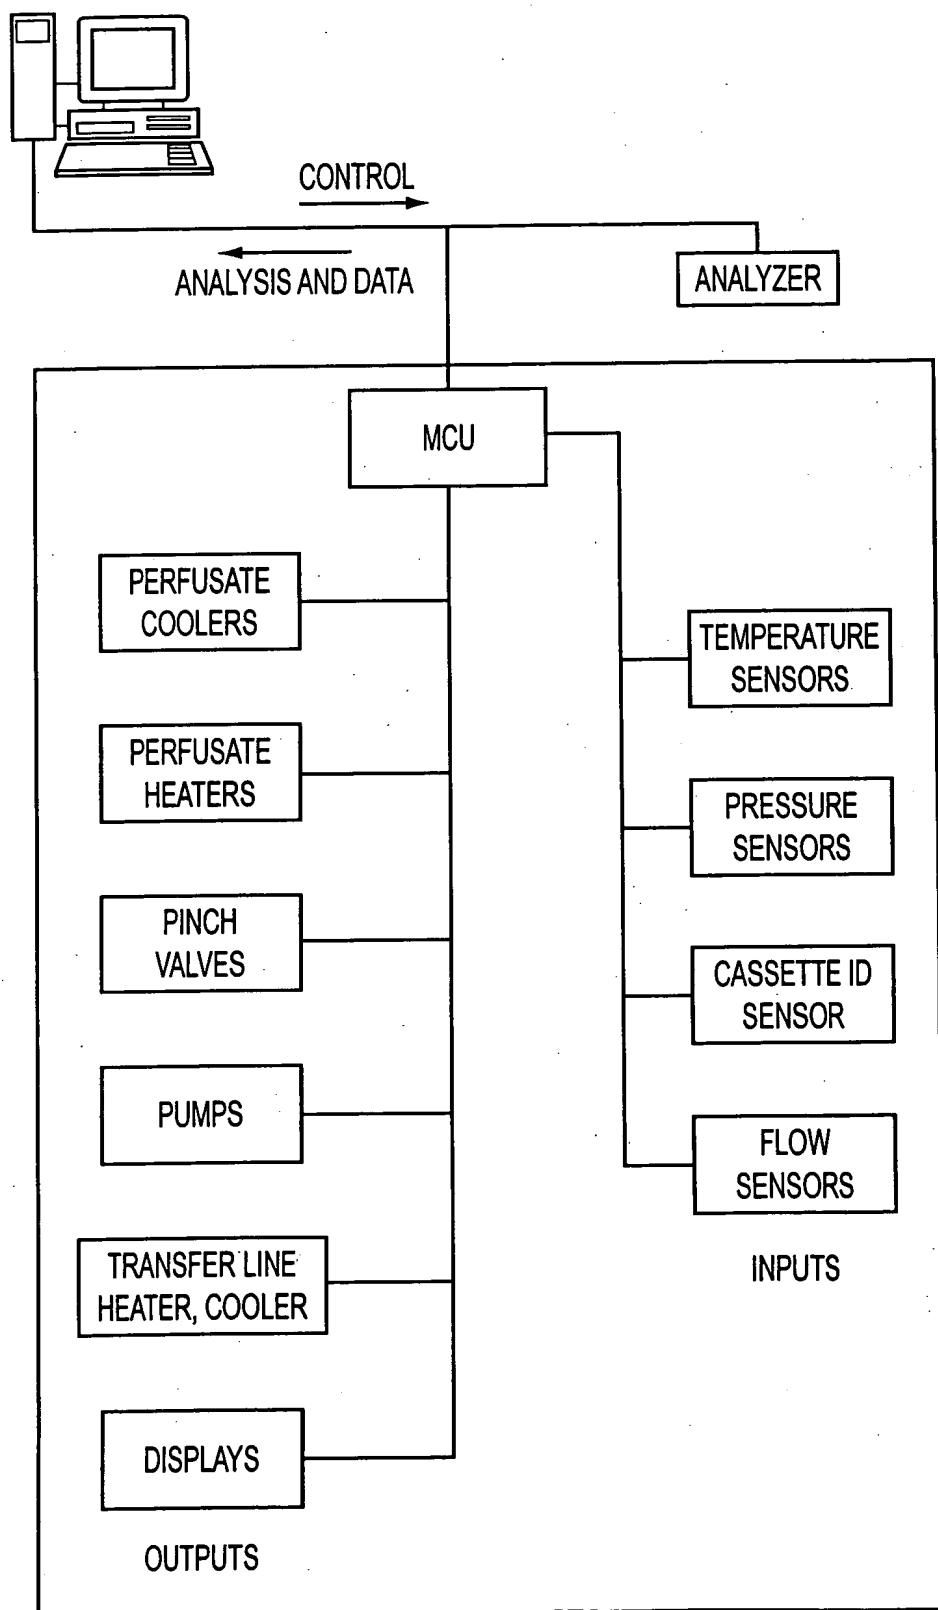 CONTROL
ANALYSIS AND DATA
ANALYZER
MCU
PERFUSATE
COOLERS
PERFUSATE
HEATERS
PINCH
VALVES
PUMPS
TRANSFER LINE
HEATER, COOLER
DISPLAYS
OUTPUTS
TEMPERATURE
SENSORS
PRESSURE
SENSORS
CASSETTE ID
SENSOR
FLOW
SENSORS
INPUTS